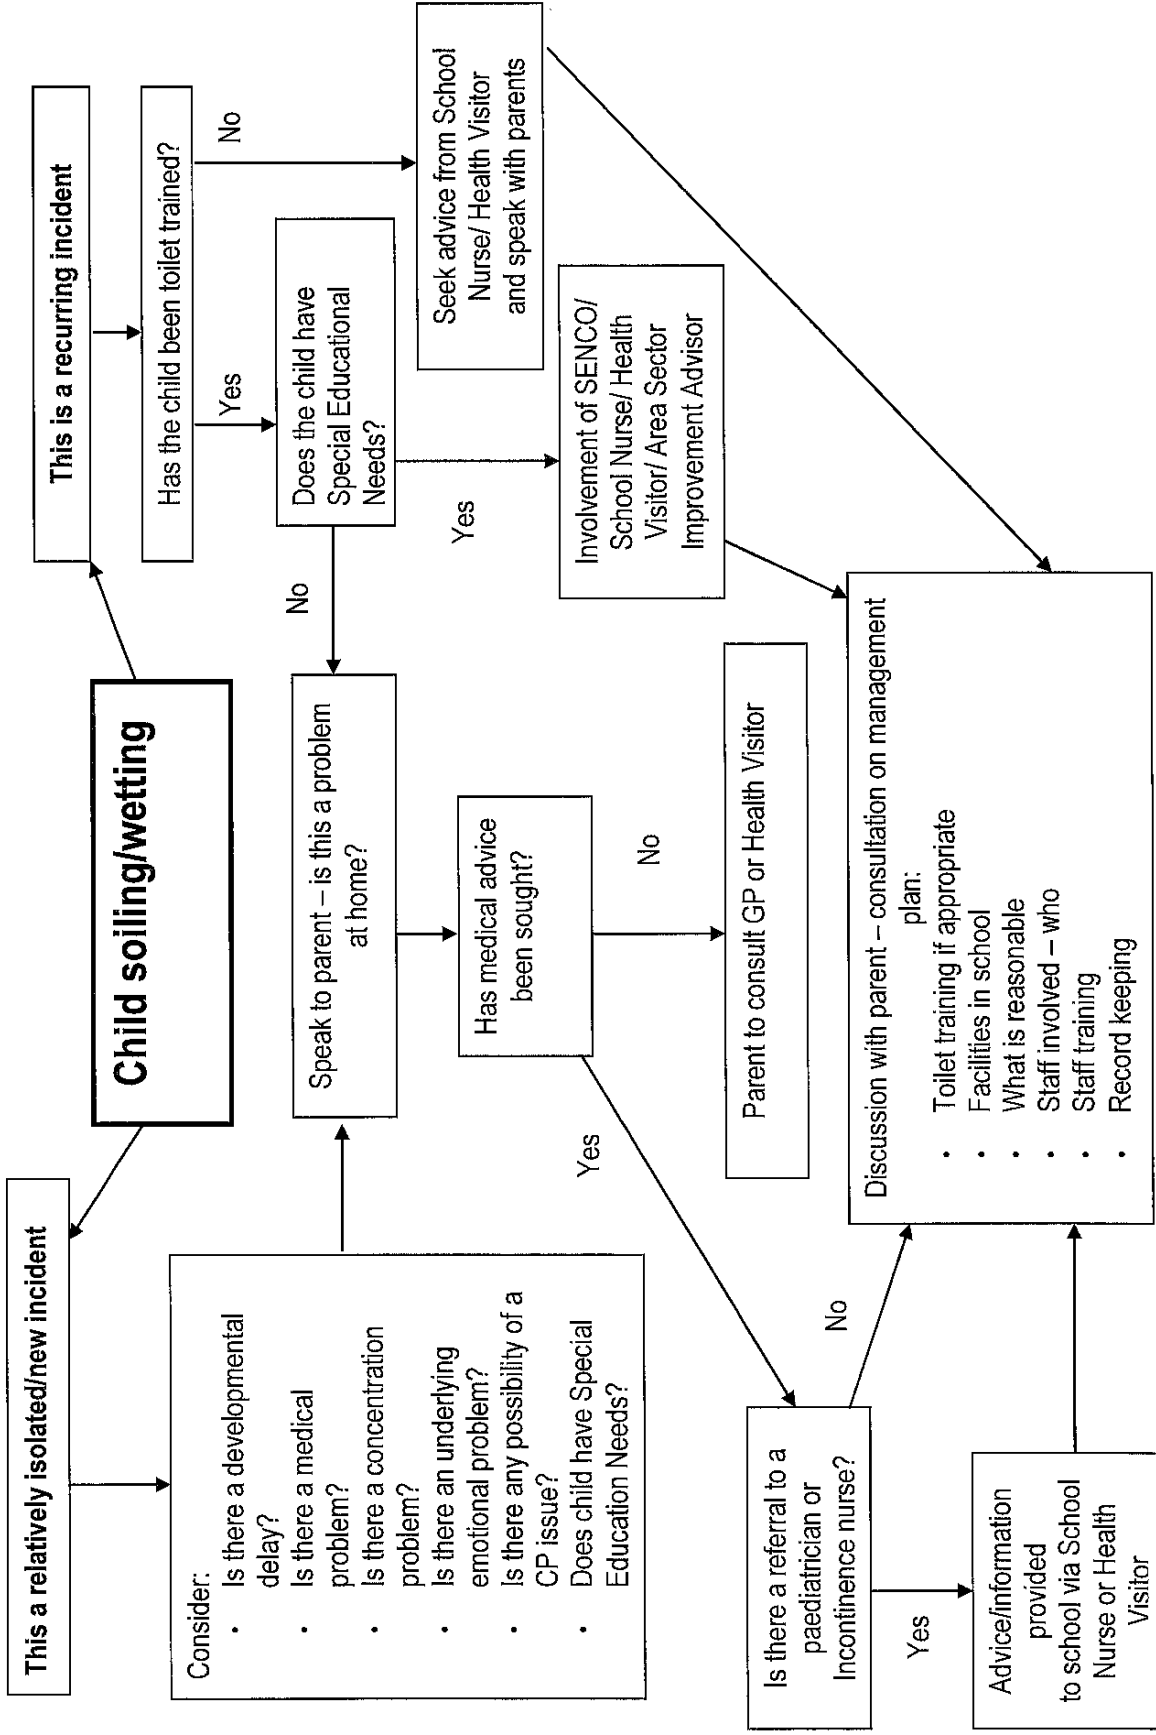 Child soiling/wetting
This a relatively isolated/new incident
This is a recurring incident
Consider:
• Is there a developmental
delay?
• Is there a medical
problem?
• Is there a concentration
problem?
• Is there an underlying
emotional problem?
• Is there any possibility of a
CP issue?
• Does child have Special
Education Needs?
Has the child been toilet trained?
Yes
No
Does the child have
Special Educational
Needs?
No
Yes
Speak to parent – is this a problem
at home?
Seek advice from School
Nurse/ Health Visitor
and speak with parents
Has medical advice
been sought?
Yes
No
Involvement of SENCO/
School Nurse/ Health
Visitor/ Area Sector
Improvement Advisor
Parent to consult GP or Health Visitor
Is there a referral to a
paediatrician or
Incontinence nurse?
No
Yes
Discussion with parent – consultation on management
plan:
• Toilet training if appropriate
• Facilities in school
• What is reasonable
• Staff involved – who
• Staff training
• Record keeping
Advice/information
provided
to school via School
Nurse or Health
Visitor